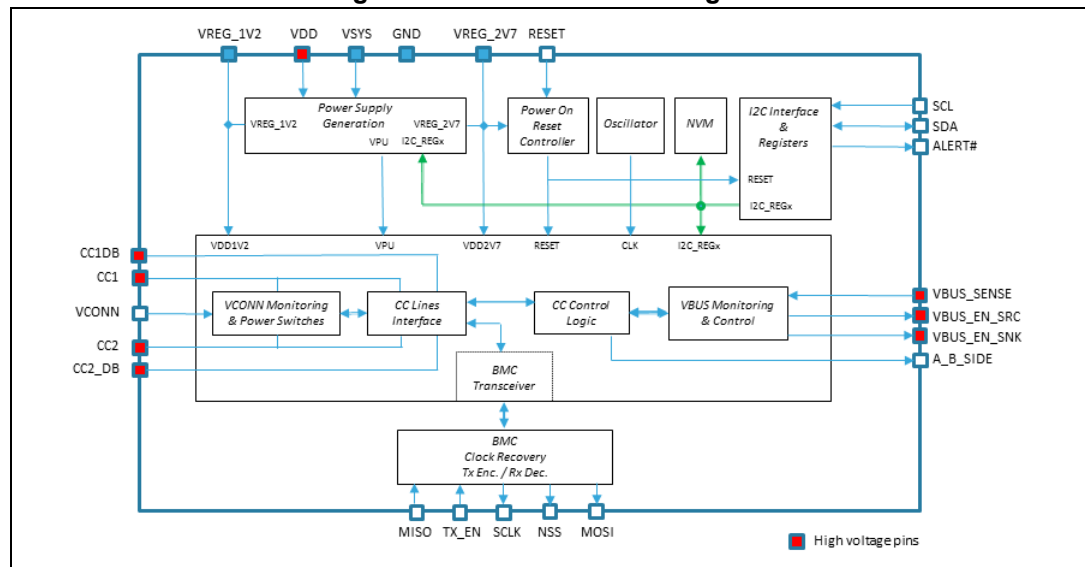 VREG_1V2 VDD VSYS GND VREG_2V7 RESET
Power Supply
Generation
VREG_1V2 VREG_2V7
VPU I2C_REGx
Power On
Reset
Controller
Oscillator
NVM
I2C Interface
&
Registers
RESET
I2C_REGx
SCL
SDA
ALERT#
VDD1V2 VPU VDD2V7 RESET CLK I2C_REGx
CC1DB
CC1
VCONN
CC2
CC2_DB
VCONN Monitoring
& Power Switches
CC Lines
Interface
CC Control
Logic
VBUS Monitoring
& Control
VBUS_SENSE
VBUS_EN_SRC
VBUS_EN_SNK
A_B_SIDE
BMC
Transceiver
BMC
Clock Recovery
Tx Enc. / Rx Dec.
MISO TX_EN SCLK NSS MOSI
High voltage pins